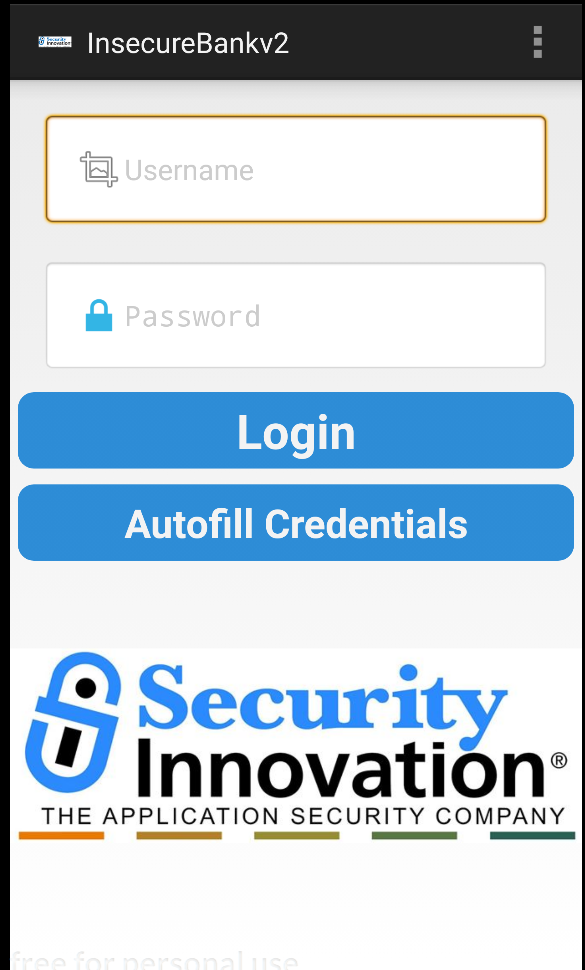 InsecureBankv2
Username
Password
Login
Autofill Credentials
Security
Innovation®
THE APPLICATION SECURITY COMPANY
free for personal use